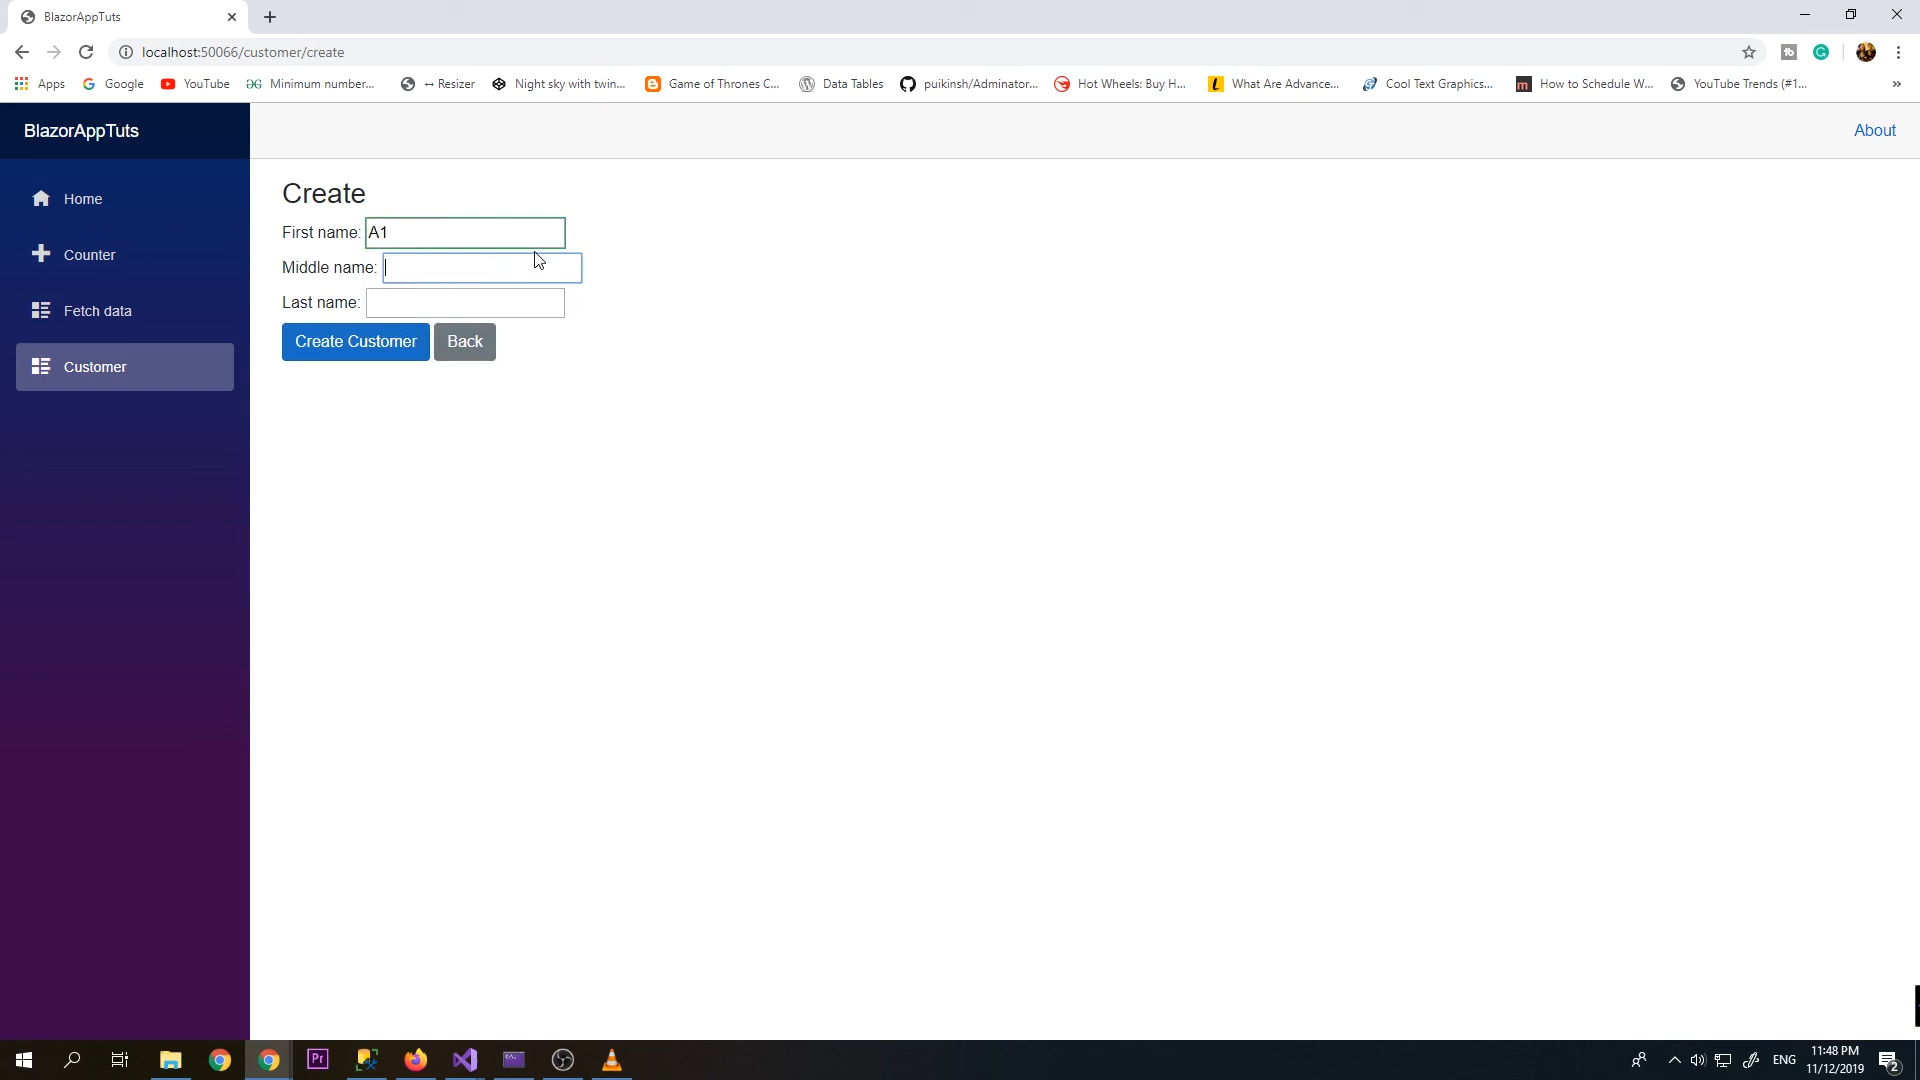 BlazorAppTuts
localhost:50066/customer/create
Apps Google YouTube Minimum number... ↔ Resizer Night sky with twin... Game of Thrones C... Data Tables puikinsh/Adminator... Hot Wheels: Buy H... What Are Advance... Cool Text Graphics... How to Schedule W... YouTube Trends (#1... »
BlazorAppTuts
About
Home
Counter
Fetch data
Customer
Create
First name: A1
Middle name:
Last name:
Create Customer Back
Pr
ENG
11:48 PM
11/12/2019
2